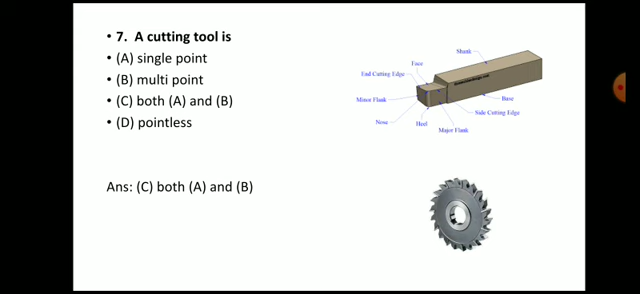 • 7. A cutting tool is
• (A) single point
• (B) multi point
• (C) both (A) and (B)
• (D) pointless
Ans: (C) both (A) and (B)
Shank
Face
End Cutting Edge
Minor Flank
Nose
Heel
Major Flank
Side Cutting Edge
Base